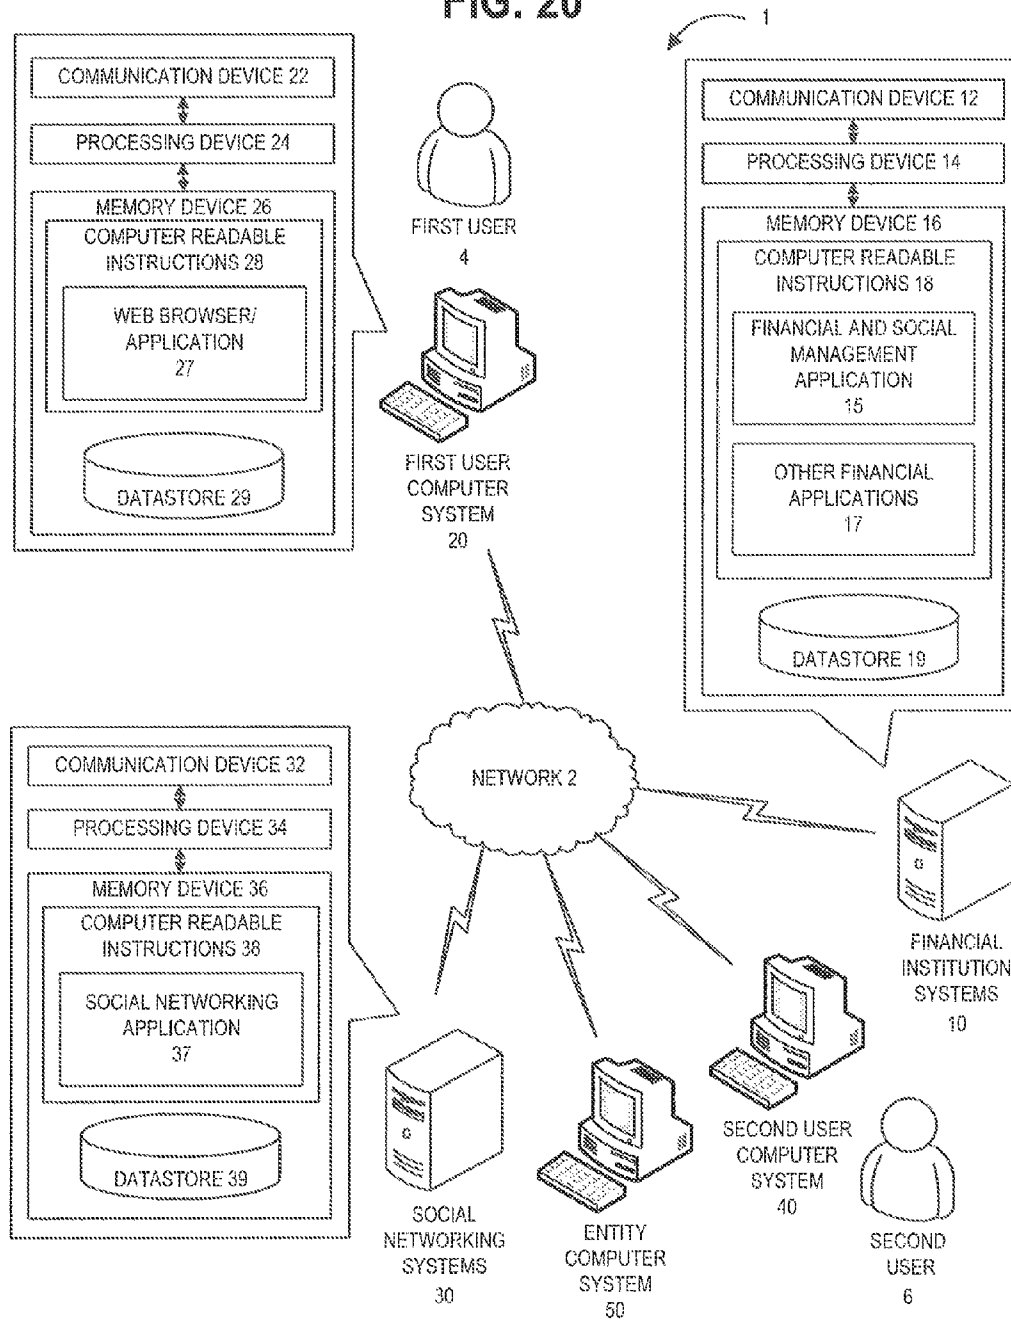 FIG. 20
1
COMMUNICATION DEVICE 22
PROCESSING DEVICE 24
MEMORY DEVICE 26
COMPUTER READABLE
INSTRUCTIONS 28
WEB BROWSER/
APPLICATION
27
DATASTORE 29
FIRST USER
4
FIRST USER
COMPUTER
SYSTEM
20
COMMUNICATION DEVICE 12
PROCESSING DEVICE 14
MEMORY DEVICE 16
COMPUTER READABLE
INSTRUCTIONS 18
FINANCIAL AND SOCIAL
MANAGEMENT
APPLICATION
15
OTHER FINANCIAL
APPLICATIONS
17
DATASTORE 19
NETWORK 2
COMMUNICATION DEVICE 32
PROCESSING DEVICE 34
MEMORY DEVICE 36
COMPUTER READABLE
INSTRUCTIONS 38
SOCIAL NETWORKING
APPLICATION
37
DATASTORE 39
FINANCIAL
INSTITUTION
SYSTEMS
10
SOCIAL
NETWORKING
SYSTEMS
30
ENTITY
COMPUTER
SYSTEM
50
SECOND USER
COMPUTER
SYSTEM
40
SECOND
USER
6